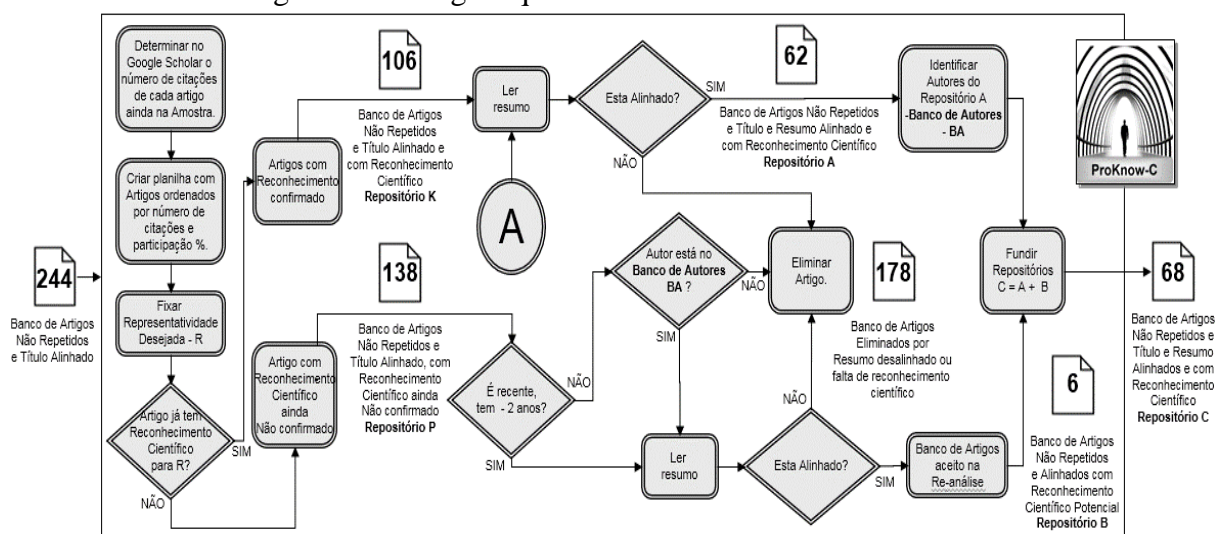 Determinar no
Google Scholar o
número de citações
de cada artigo
ainda na Amostra.
Criar planilha com
Artigos ordenados
por número de
citações e
participação %.
244
Banco de Artigos
Não Repetidos
e Título Alinhado
Fixar
Representatividade
Desejada - R
Artigo já tem
Reconhecimento
Científico
para R?
SIM
NÃO
Artigos com
Reconhecimento
confirmado
106
Banco de Artigos
Não Repetidos
e Título Alinhado
e com
Reconhecimento
Científico
Repositório K
Artigo com
Reconhecimento
Científico
ainda
Não confirmado
138
Banco de Artigos
Não Repetidos e
Título Alinhado, com
Reconhecimento
Científico ainda
Não confirmado
Repositório P
Ler
resumo
A
Esta Alinhado?
SIM
NÃO
62
Banco de Artigos Não Repetidos
e Título e Resumo Alinhado e
com Reconhecimento Científico
Repositório A
Identificar
Autores do
Repositório A
-Banco de Autores
- BA
É recente,
tem - 2 anos?
NÃO
SIM
Autor está no
Banco de Autores
BA ?
NÃO
SIM
Eliminar
Artigo.
178
Banco de Artigos
Eliminados por
Resumo desalinhado ou
falta de reconhecimento
científico
Ler
resumo
Esta Alinhado?
NÃO
SIM
Banco de Artigos
aceito na
Re-análise
6
Banco de Artigos
Não Repetidos
e Alinhados com
Reconhecimento
Científico Potencial
Repositório B
Fundir
Repositórios
C = A + B
ProKnow-C
68
Banco de Artigos
Não Repetidos e
Título e Resumo
Alinhados e com
Reconhecimento
Científico
Repositório C